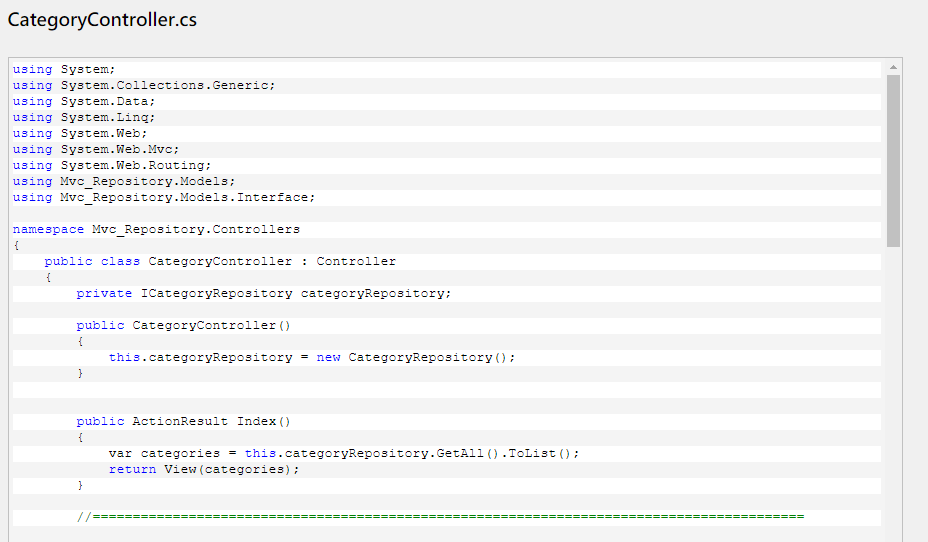 CategoryController.cs
using System;
using System.Collections.Generic;
using System.Data;
using System.Linq;
using System.Web;
using System.Web.Mvc;
using System.Web.Routing;
using Mvc_Repository.Models;
using Mvc_Repository.Models.Interface;
namespace Mvc_Repository.Controllers
{
    public class CategoryController : Controller
    {
        private ICategoryRepository categoryRepository;
        public CategoryController()
        {
            this.categoryRepository = new CategoryRepository();
        }
        public ActionResult Index()
        {
            var categories = this.categoryRepository.GetAll().ToList();
            return View(categories);
        }
        //=========================================================================================